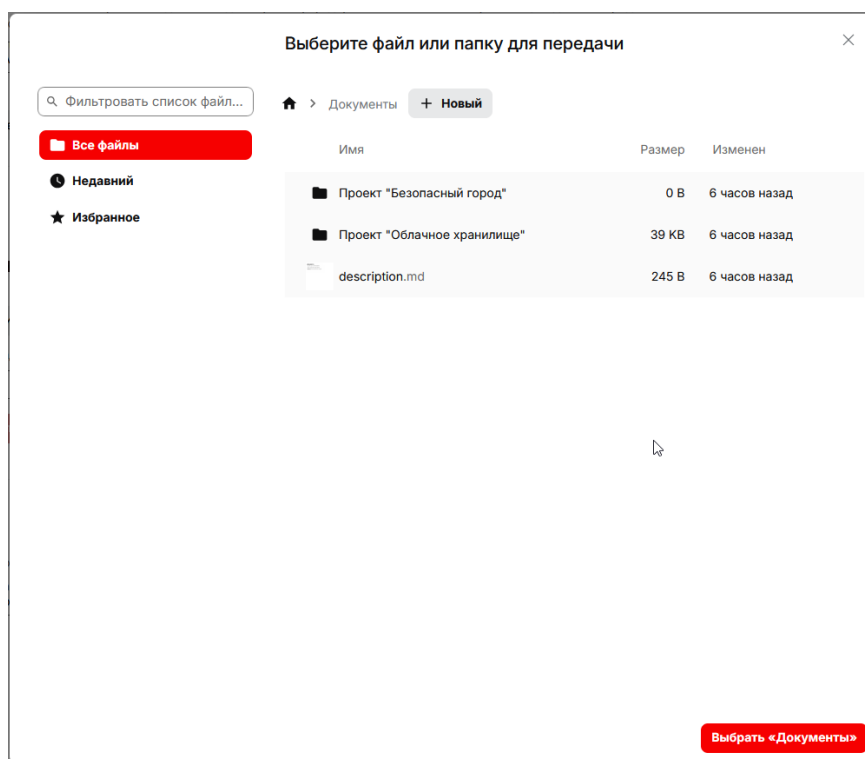 Выберите файл или папку для передачи
Фильтровать список файл...
Документы
+ Новый
Все файлы
Недавний
Избранное
Имя Размер Изменен
Проект "Безопасный город" 0 B 6 часов назад
Проект "Облачное хранилище" 39 KB 6 часов назад
description.md 245 B 6 часов назад
Выбрать «Документы»